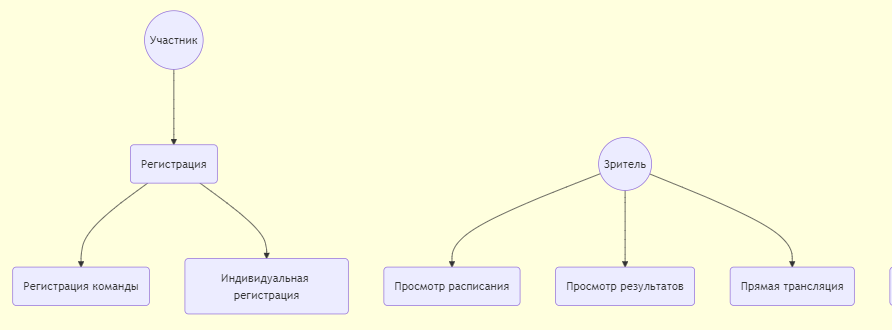 Участник
Регистрация
Зритель
Регистрация команды
Индивидуальная
регистрация
Просмотр расписания
Просмотр результатов
Прямая трансляция